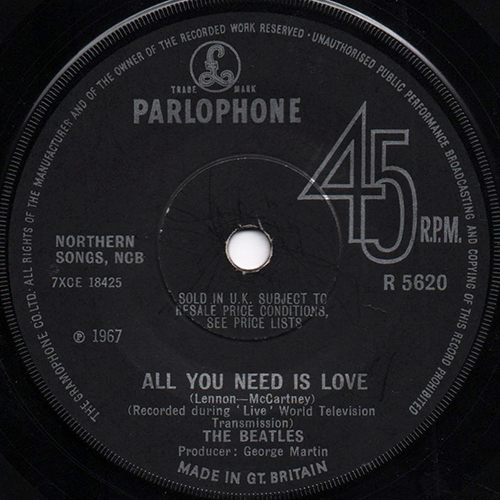 THE GRAMOPHONE CO. LTD. ALL RIGHTS OF THE MANUFACTURER AND OF THE OWNER OF THE RECORDED WORK RESERVED · UNAUTHORISED PUBLIC PERFORMANCE BROADCASTING AND COPYING OF THIS RECORD PROHIBITED
£
TRADE MARK
PARLOPHONE
45
R.P.M.
NORTHERN
SONGS, NCB
7XCE 18425
R 5620
SOLD IN U.K. SUBJECT TO
RESALE PRICE CONDITIONS,
SEE PRICE LISTS
℗ 1967
ALL YOU NEED IS LOVE
(Lennon—McCartney)
(Recorded during 'Live' World Television
Transmission)
THE BEATLES
Producer: George Martin
MADE IN GT. BRITAIN